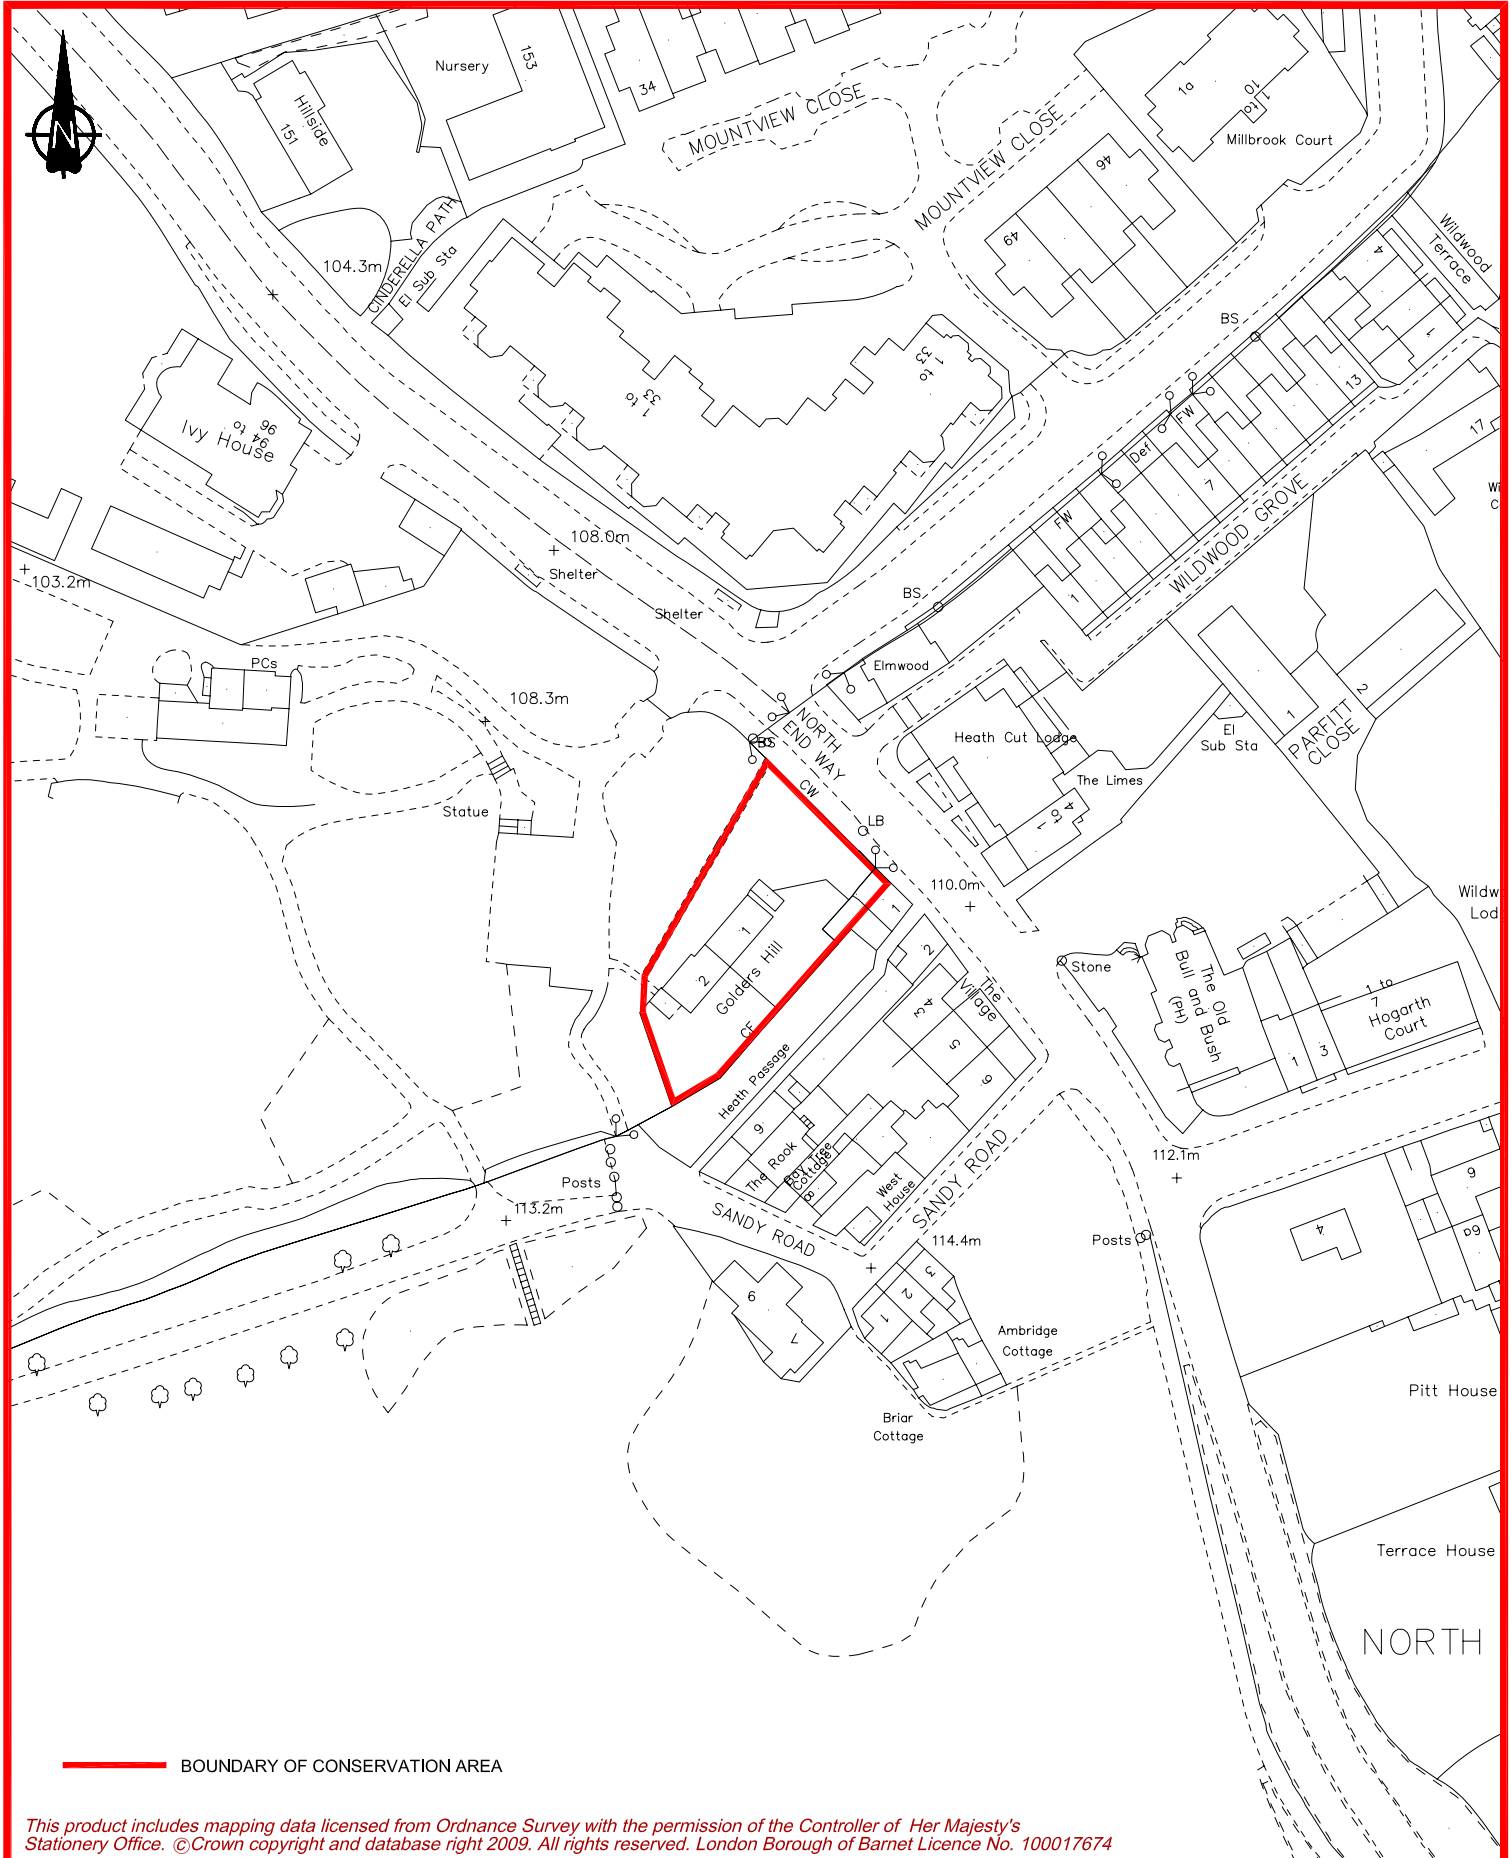 N
Nursery
153
34
Hillside
151
MOUNTVIEW CLOSE
MOUNTVIEW CLOSE
1a
1 to
10
Millbrook Court
46
49
CINDERELLA PATH
El Sub Sta
104.3m
Wildwood
Terrace
4
1
BS
13
1 to
33
1 to
33
Ivy House
94 to
96
FW
Def
7
FW
1
WILDWOOD GROVE
17
103.2m
108.0m
Shelter
Shelter
BS
Elmwood
PCs
108.3m
NORTH
END WAY
BS
CW
Heath Cut Lodge
The Limes
El
Sub Sta
1
2
PARFITT
CLOSE
Statue
LB
110.0m
1
1
2
Golders Hill
CF
2
The
Village
Stone
The Old
Bull and Bush
(PH)
1 to
7
Hogarth
Court
1
3
43
5
6
Heath Passage
9
The Rook
Bay Tree
Cottage
8
West
House
SANDY ROAD
SANDY ROAD
Posts
113.2m
112.1m
114.4m
Posts
6
6a
4
3
2
1
Ambridge
Cottage
Briar
Cottage
Pitt House
Terrace House
NORTH
BOUNDARY OF CONSERVATION AREA
This product includes mapping data licensed from Ordnance Survey with the permission of the Controller of Her Majesty's
Stationery Office. ©Crown copyright and database right 2009. All rights reserved. London Borough of Barnet Licence No. 100017674